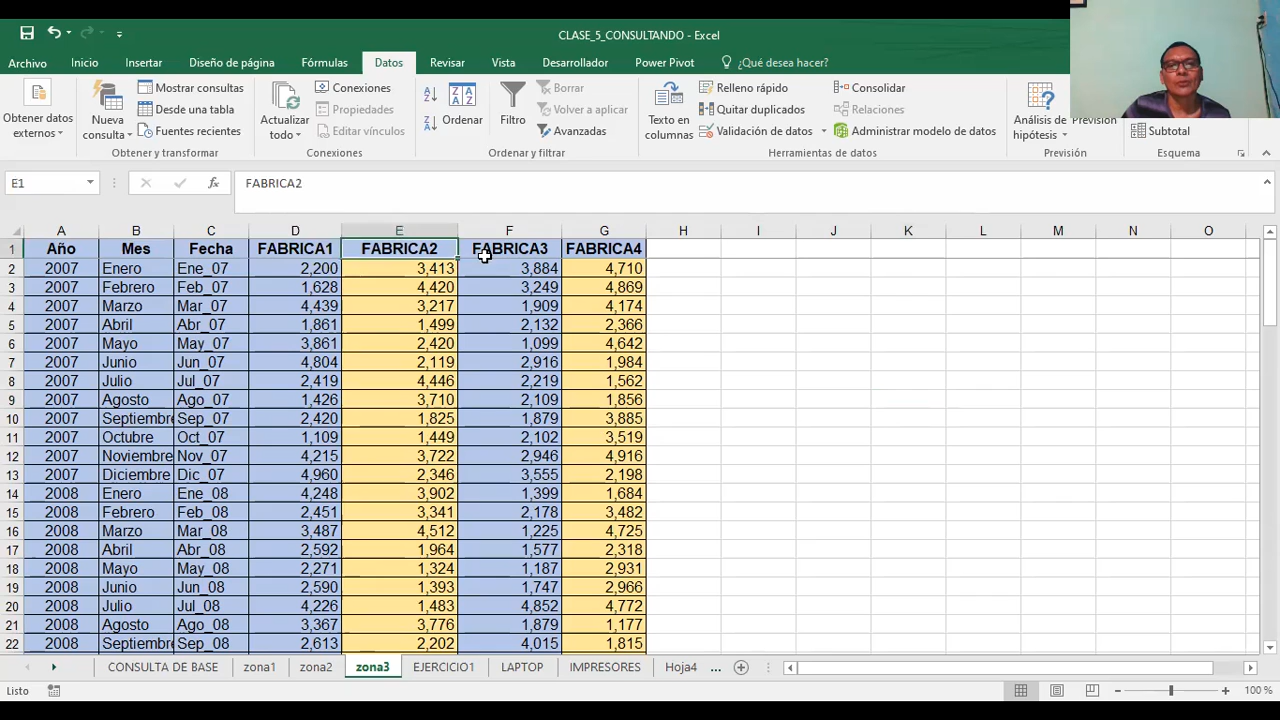 CLASE_5_CONSULTANDO - Excel
Archivo Inicio Insertar Diseño de página Fórmulas Datos Revisar Vista Desarrollador Power Pivot ¿Qué desea hacer?
Obtener datos externos
Nueva consulta
Mostrar consultas
Desde una tabla
Fuentes recientes
Obtener y transformar
Actualizar todo
Conexiones
Propiedades
Editar vínculos
Conexiones
Ordenar
Filtro
Borrar
Volver a aplicar
Avanzadas
Ordenar y filtrar
Texto en columnas
Relleno rápido
Quitar duplicados
Validación de datos
Consolidar
Relaciones
Administrar modelo de datos
Herramientas de datos
Análisis de hipótesis
Previsión
Previsión
Subtotal
Esquema
E1 fx FABRICA2
A B C D E F G H I J K L M N O
1 Año Mes Fecha FABRICA1 FABRICA2 FABRICA3 FABRICA4
2 2007 Enero Ene_07 2,200 3,413 3,884 4,710
3 2007 Febrero Feb_07 1,628 4,420 3,249 4,869
4 2007 Marzo Mar_07 4,439 3,217 1,909 4,174
5 2007 Abril Abr_07 1,861 1,499 2,132 2,366
6 2007 Mayo May_07 3,861 2,420 1,099 4,642
7 2007 Junio Jun_07 4,804 2,119 2,916 1,984
8 2007 Julio Jul_07 2,419 4,446 2,219 1,562
9 2007 Agosto Ago_07 1,426 3,710 2,109 1,856
10 2007 Septiembre Sep_07 2,420 1,825 1,879 3,885
11 2007 Octubre Oct_07 1,109 1,449 2,102 3,519
12 2007 Noviembre Nov_07 4,215 3,722 2,946 4,916
13 2007 Diciembre Dic_07 4,960 2,346 3,555 2,198
14 2008 Enero Ene_08 4,248 3,902 1,399 1,684
15 2008 Febrero Feb_08 2,451 3,341 2,178 3,482
16 2008 Marzo Mar_08 3,487 4,512 1,225 4,725
17 2008 Abril Abr_08 2,592 1,964 1,577 2,318
18 2008 Mayo May_08 2,271 1,324 1,187 2,931
19 2008 Junio Jun_08 2,590 1,393 1,747 2,966
20 2008 Julio Jul_08 4,226 1,483 4,852 4,772
21 2008 Agosto Ago_08 3,367 3,776 1,879 1,177
22 2008 Septiembre Sep_08 2,613 2,202 4,015 1,815
CONSULTA DE BASE zona1 zona2 zona3 EJERCICIO1 LAPTOP IMPRESORES Hoja4 ...
Listo 100 %